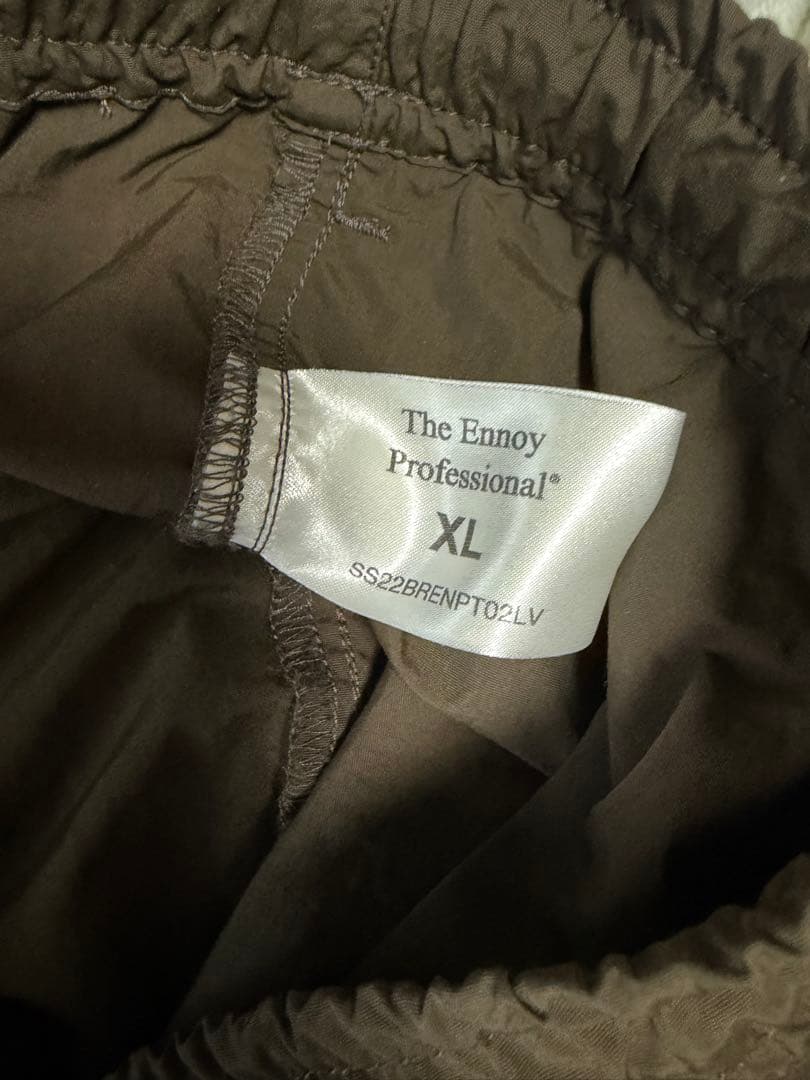 The Ennoy
Professional®
XL
SS22BRENPT02LV